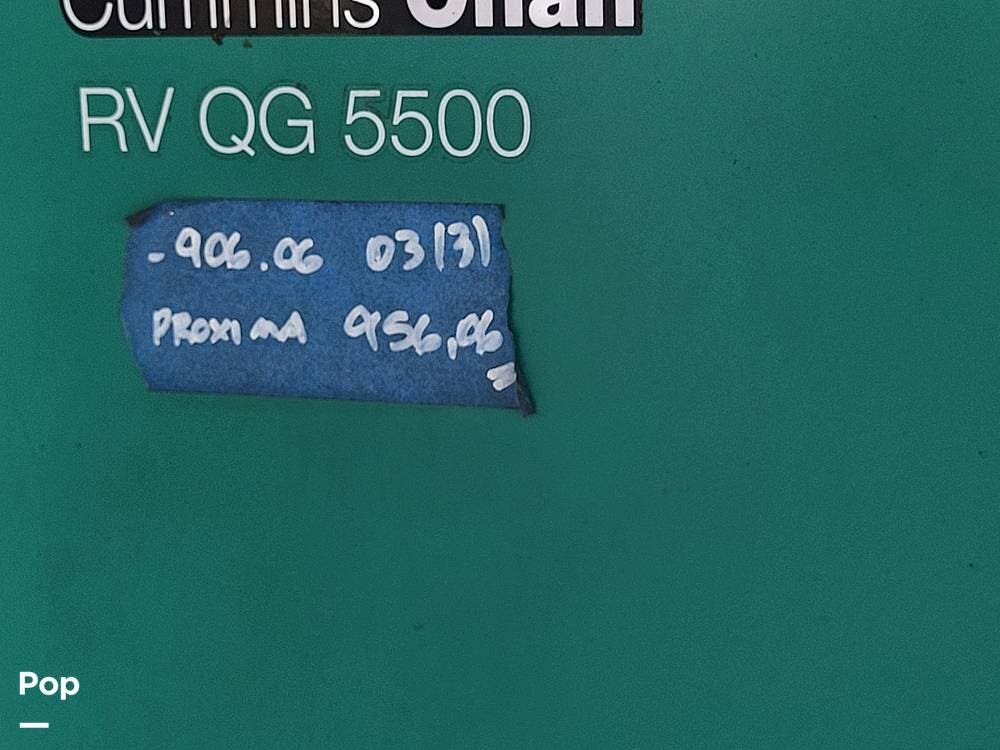 Cummins Onan
RV QG 5500
- 906.06 03/31
PROXIMA 956,06
Pop